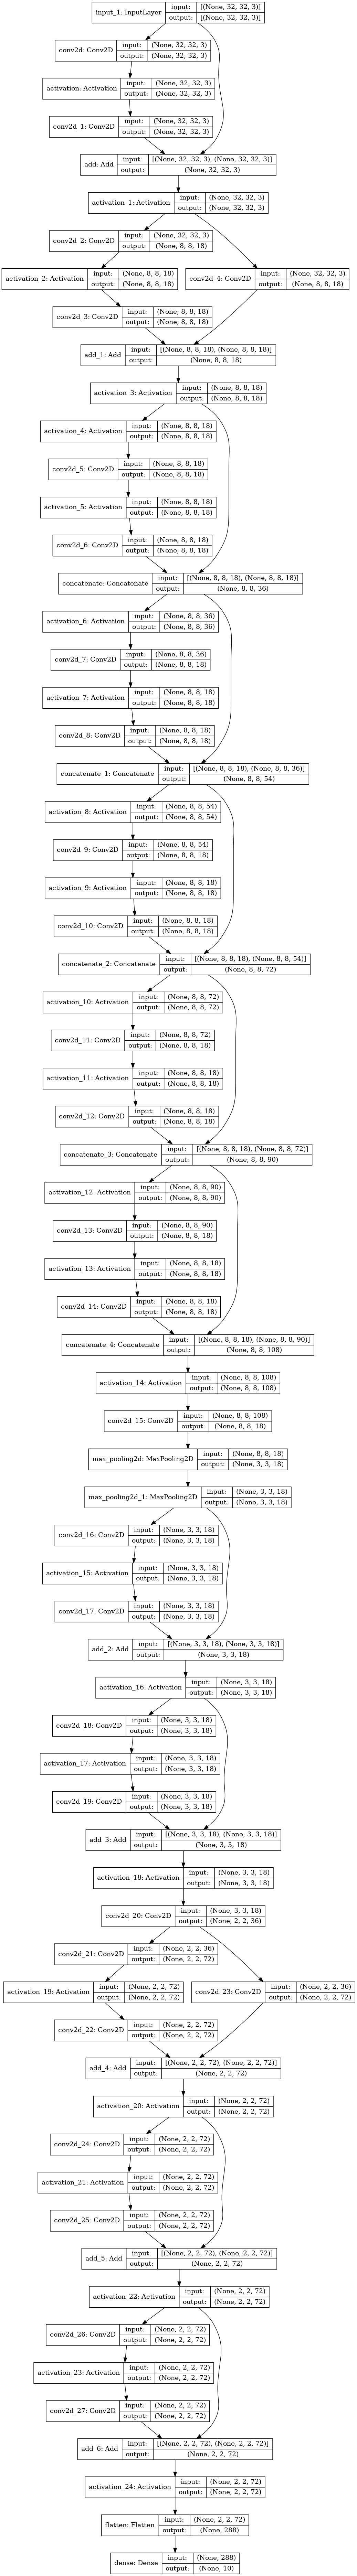 input_1: InputLayer input: [(None, 32, 32, 3)]
output: [(None, 32, 32, 3)]
conv2d: Conv2D input: (None, 32, 32, 3)
output: (None, 32, 32, 3)
activation: Activation input: (None, 32, 32, 3)
output: (None, 32, 32, 3)
conv2d_1: Conv2D input: (None, 32, 32, 3)
output: (None, 32, 32, 3)
add: Add input: [(None, 32, 32, 3), (None, 32, 32, 3)]
output: (None, 32, 32, 3)
activation_1: Activation input: (None, 32, 32, 3)
output: (None, 32, 32, 3)
conv2d_2: Conv2D input: (None, 32, 32, 3)
output: (None, 8, 8, 18)
activation_2: Activation input: (None, 8, 8, 18)
output: (None, 8, 8, 18)
conv2d_4: Conv2D input: (None, 32, 32, 3)
output: (None, 8, 8, 18)
conv2d_3: Conv2D input: (None, 8, 8, 18)
output: (None, 8, 8, 18)
add_1: Add input: [(None, 8, 8, 18), (None, 8, 8, 18)]
output: (None, 8, 8, 18)
activation_3: Activation input: (None, 8, 8, 18)
output: (None, 8, 8, 18)
activation_4: Activation input: (None, 8, 8, 18)
output: (None, 8, 8, 18)
conv2d_5: Conv2D input: (None, 8, 8, 18)
output: (None, 8, 8, 18)
activation_5: Activation input: (None, 8, 8, 18)
output: (None, 8, 8, 18)
conv2d_6: Conv2D input: (None, 8, 8, 18)
output: (None, 8, 8, 18)
concatenate: Concatenate input: [(None, 8, 8, 18), (None, 8, 8, 18)]
output: (None, 8, 8, 36)
activation_6: Activation input: (None, 8, 8, 36)
output: (None, 8, 8, 36)
conv2d_7: Conv2D input: (None, 8, 8, 36)
output: (None, 8, 8, 18)
activation_7: Activation input: (None, 8, 8, 18)
output: (None, 8, 8, 18)
conv2d_8: Conv2D input: (None, 8, 8, 18)
output: (None, 8, 8, 18)
concatenate_1: Concatenate input: [(None, 8, 8, 18), (None, 8, 8, 36)]
output: (None, 8, 8, 54)
activation_8: Activation input: (None, 8, 8, 54)
output: (None, 8, 8, 54)
conv2d_9: Conv2D input: (None, 8, 8, 54)
output: (None, 8, 8, 18)
activation_9: Activation input: (None, 8, 8, 18)
output: (None, 8, 8, 18)
conv2d_10: Conv2D input: (None, 8, 8, 18)
output: (None, 8, 8, 18)
concatenate_2: Concatenate input: [(None, 8, 8, 18), (None, 8, 8, 54)]
output: (None, 8, 8, 72)
activation_10: Activation input: (None, 8, 8, 72)
output: (None, 8, 8, 72)
conv2d_11: Conv2D input: (None, 8, 8, 72)
output: (None, 8, 8, 18)
activation_11: Activation input: (None, 8, 8, 18)
output: (None, 8, 8, 18)
conv2d_12: Conv2D input: (None, 8, 8, 18)
output: (None, 8, 8, 18)
concatenate_3: Concatenate input: [(None, 8, 8, 18), (None, 8, 8, 72)]
output: (None, 8, 8, 90)
activation_12: Activation input: (None, 8, 8, 90)
output: (None, 8, 8, 90)
conv2d_13: Conv2D input: (None, 8, 8, 90)
output: (None, 8, 8, 18)
activation_13: Activation input: (None, 8, 8, 18)
output: (None, 8, 8, 18)
conv2d_14: Conv2D input: (None, 8, 8, 18)
output: (None, 8, 8, 18)
concatenate_4: Concatenate input: [(None, 8, 8, 18), (None, 8, 8, 90)]
output: (None, 8, 8, 108)
activation_14: Activation input: (None, 8, 8, 108)
output: (None, 8, 8, 108)
conv2d_15: Conv2D input: (None, 8, 8, 108)
output: (None, 8, 8, 18)
max_pooling2d: MaxPooling2D input: (None, 8, 8, 18)
output: (None, 3, 3, 18)
max_pooling2d_1: MaxPooling2D input: (None, 3, 3, 18)
output: (None, 3, 3, 18)
conv2d_16: Conv2D input: (None, 3, 3, 18)
output: (None, 3, 3, 18)
activation_15: Activation input: (None, 3, 3, 18)
output: (None, 3, 3, 18)
conv2d_17: Conv2D input: (None, 3, 3, 18)
output: (None, 3, 3, 18)
add_2: Add input: [(None, 3, 3, 18), (None, 3, 3, 18)]
output: (None, 3, 3, 18)
activation_16: Activation input: (None, 3, 3, 18)
output: (None, 3, 3, 18)
conv2d_18: Conv2D input: (None, 3, 3, 18)
output: (None, 3, 3, 18)
activation_17: Activation input: (None, 3, 3, 18)
output: (None, 3, 3, 18)
conv2d_19: Conv2D input: (None, 3, 3, 18)
output: (None, 3, 3, 18)
add_3: Add input: [(None, 3, 3, 18), (None, 3, 3, 18)]
output: (None, 3, 3, 18)
activation_18: Activation input: (None, 3, 3, 18)
output: (None, 3, 3, 18)
conv2d_20: Conv2D input: (None, 3, 3, 18)
output: (None, 2, 2, 36)
conv2d_21: Conv2D input: (None, 2, 2, 36)
output: (None, 2, 2, 72)
activation_19: Activation input: (None, 2, 2, 72)
output: (None, 2, 2, 72)
conv2d_23: Conv2D input: (None, 2, 2, 36)
output: (None, 2, 2, 72)
conv2d_22: Conv2D input: (None, 2, 2, 72)
output: (None, 2, 2, 72)
add_4: Add input: [(None, 2, 2, 72), (None, 2, 2, 72)]
output: (None, 2, 2, 72)
activation_20: Activation input: (None, 2, 2, 72)
output: (None, 2, 2, 72)
conv2d_24: Conv2D input: (None, 2, 2, 72)
output: (None, 2, 2, 72)
activation_21: Activation input: (None, 2, 2, 72)
output: (None, 2, 2, 72)
conv2d_25: Conv2D input: (None, 2, 2, 72)
output: (None, 2, 2, 72)
add_5: Add input: [(None, 2, 2, 72), (None, 2, 2, 72)]
output: (None, 2, 2, 72)
activation_22: Activation input: (None, 2, 2, 72)
output: (None, 2, 2, 72)
conv2d_26: Conv2D input: (None, 2, 2, 72)
output: (None, 2, 2, 72)
activation_23: Activation input: (None, 2, 2, 72)
output: (None, 2, 2, 72)
conv2d_27: Conv2D input: (None, 2, 2, 72)
output: (None, 2, 2, 72)
add_6: Add input: [(None, 2, 2, 72), (None, 2, 2, 72)]
output: (None, 2, 2, 72)
activation_24: Activation input: (None, 2, 2, 72)
output: (None, 2, 2, 72)
flatten: Flatten input: (None, 2, 2, 72)
output: (None, 288)
dense: Dense input: (None, 288)
output: (None, 10)